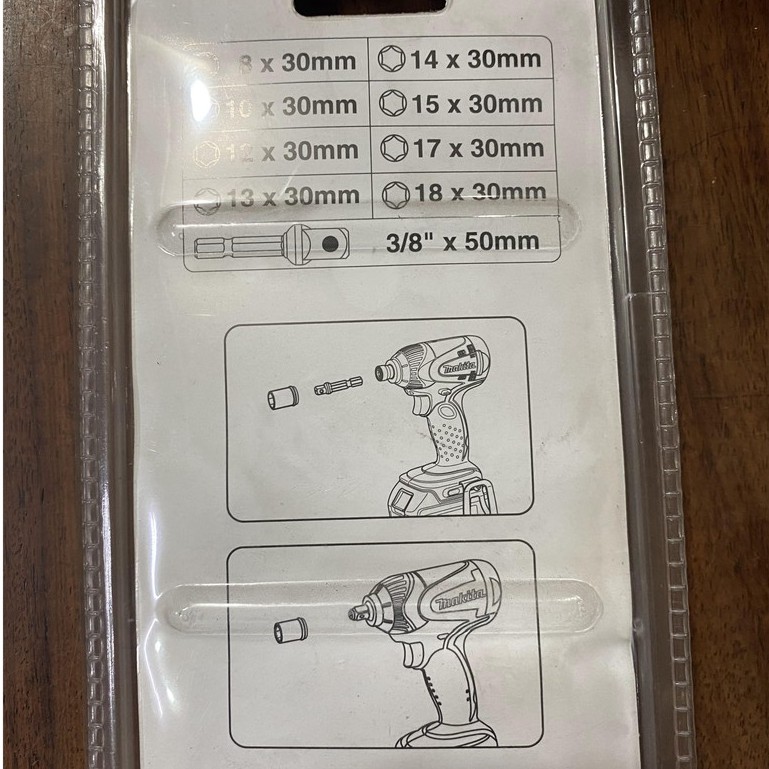 8 x 30mm 14 x 30mm
10 x 30mm 15 x 30mm
12 x 30mm 17 x 30mm
13 x 30mm 18 x 30mm
3/8" x 50mm
makita
makita